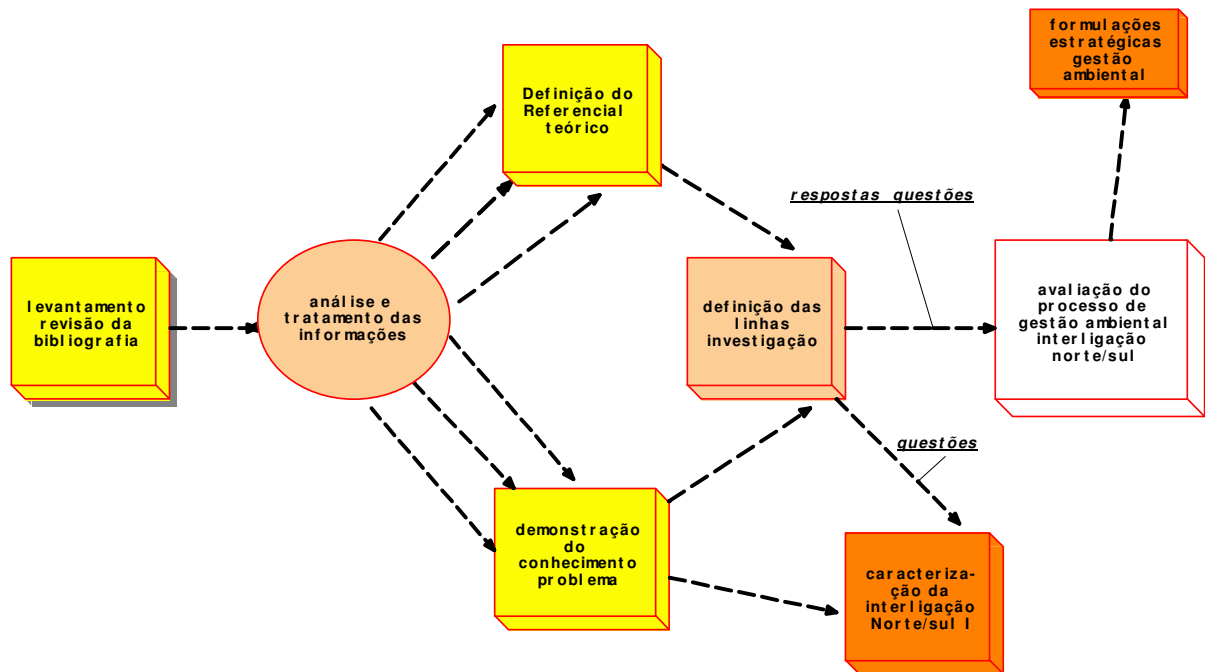 formulações
estratégicas
gestão
ambiental
Definição do
Referencial
teórico
respostas questões
levantamento
revisão da
bibliografia
análise e
tratamento das
informações
definição das
linhas
investigação
avaliação do
processo de
gestão ambiental
interligação
norte/sul
questões
demonstração
do
conhecimento
problema
caracteriza-
ção da
interligação
Norte/sul I